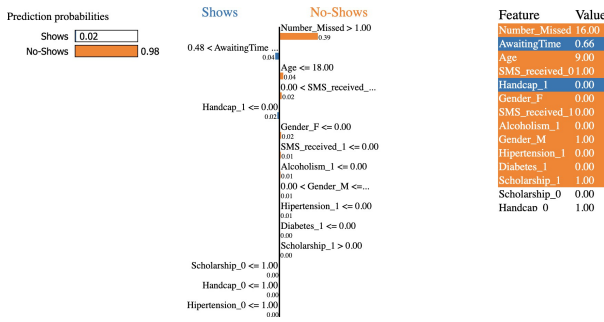 Prediction probabilities
Shows 0.02
No-Shows 0.98
Shows No-Shows
Number_Missed > 1.00
0.39
0.48 < AwaitingTime ...
0.04
Age <= 18.00
0.04
0.00 < SMS_received_...
0.02
Handcap_1 <= 0.00
0.02
Gender_F <= 0.00
0.02
SMS_received_1 <= 0.00
0.01
Alcoholism_1 <= 0.00
0.01
0.00 < Gender_M <=...
0.01
Hipertension_1 <= 0.00
0.01
Diabetes_1 <= 0.00
0.00
Scholarship_1 > 0.00
0.00
Scholarship_0 <= 1.00
0.00
Handcap_0 <= 1.00
0.00
Hipertension_0 <= 1.00
0.00
Feature Value
Number_Missed 16.00
AwaitingTime 0.66
Age 9.00
SMS_received_0 1.00
Handcap_1 0.00
Gender_F 0.00
SMS_received_1 0.00
Alcoholism_1 0.00
Gender_M 1.00
Hipertension_1 0.00
Diabetes_1 0.00
Scholarship_1 1.00
Scholarship_0 0.00
Handcap_0 1.00